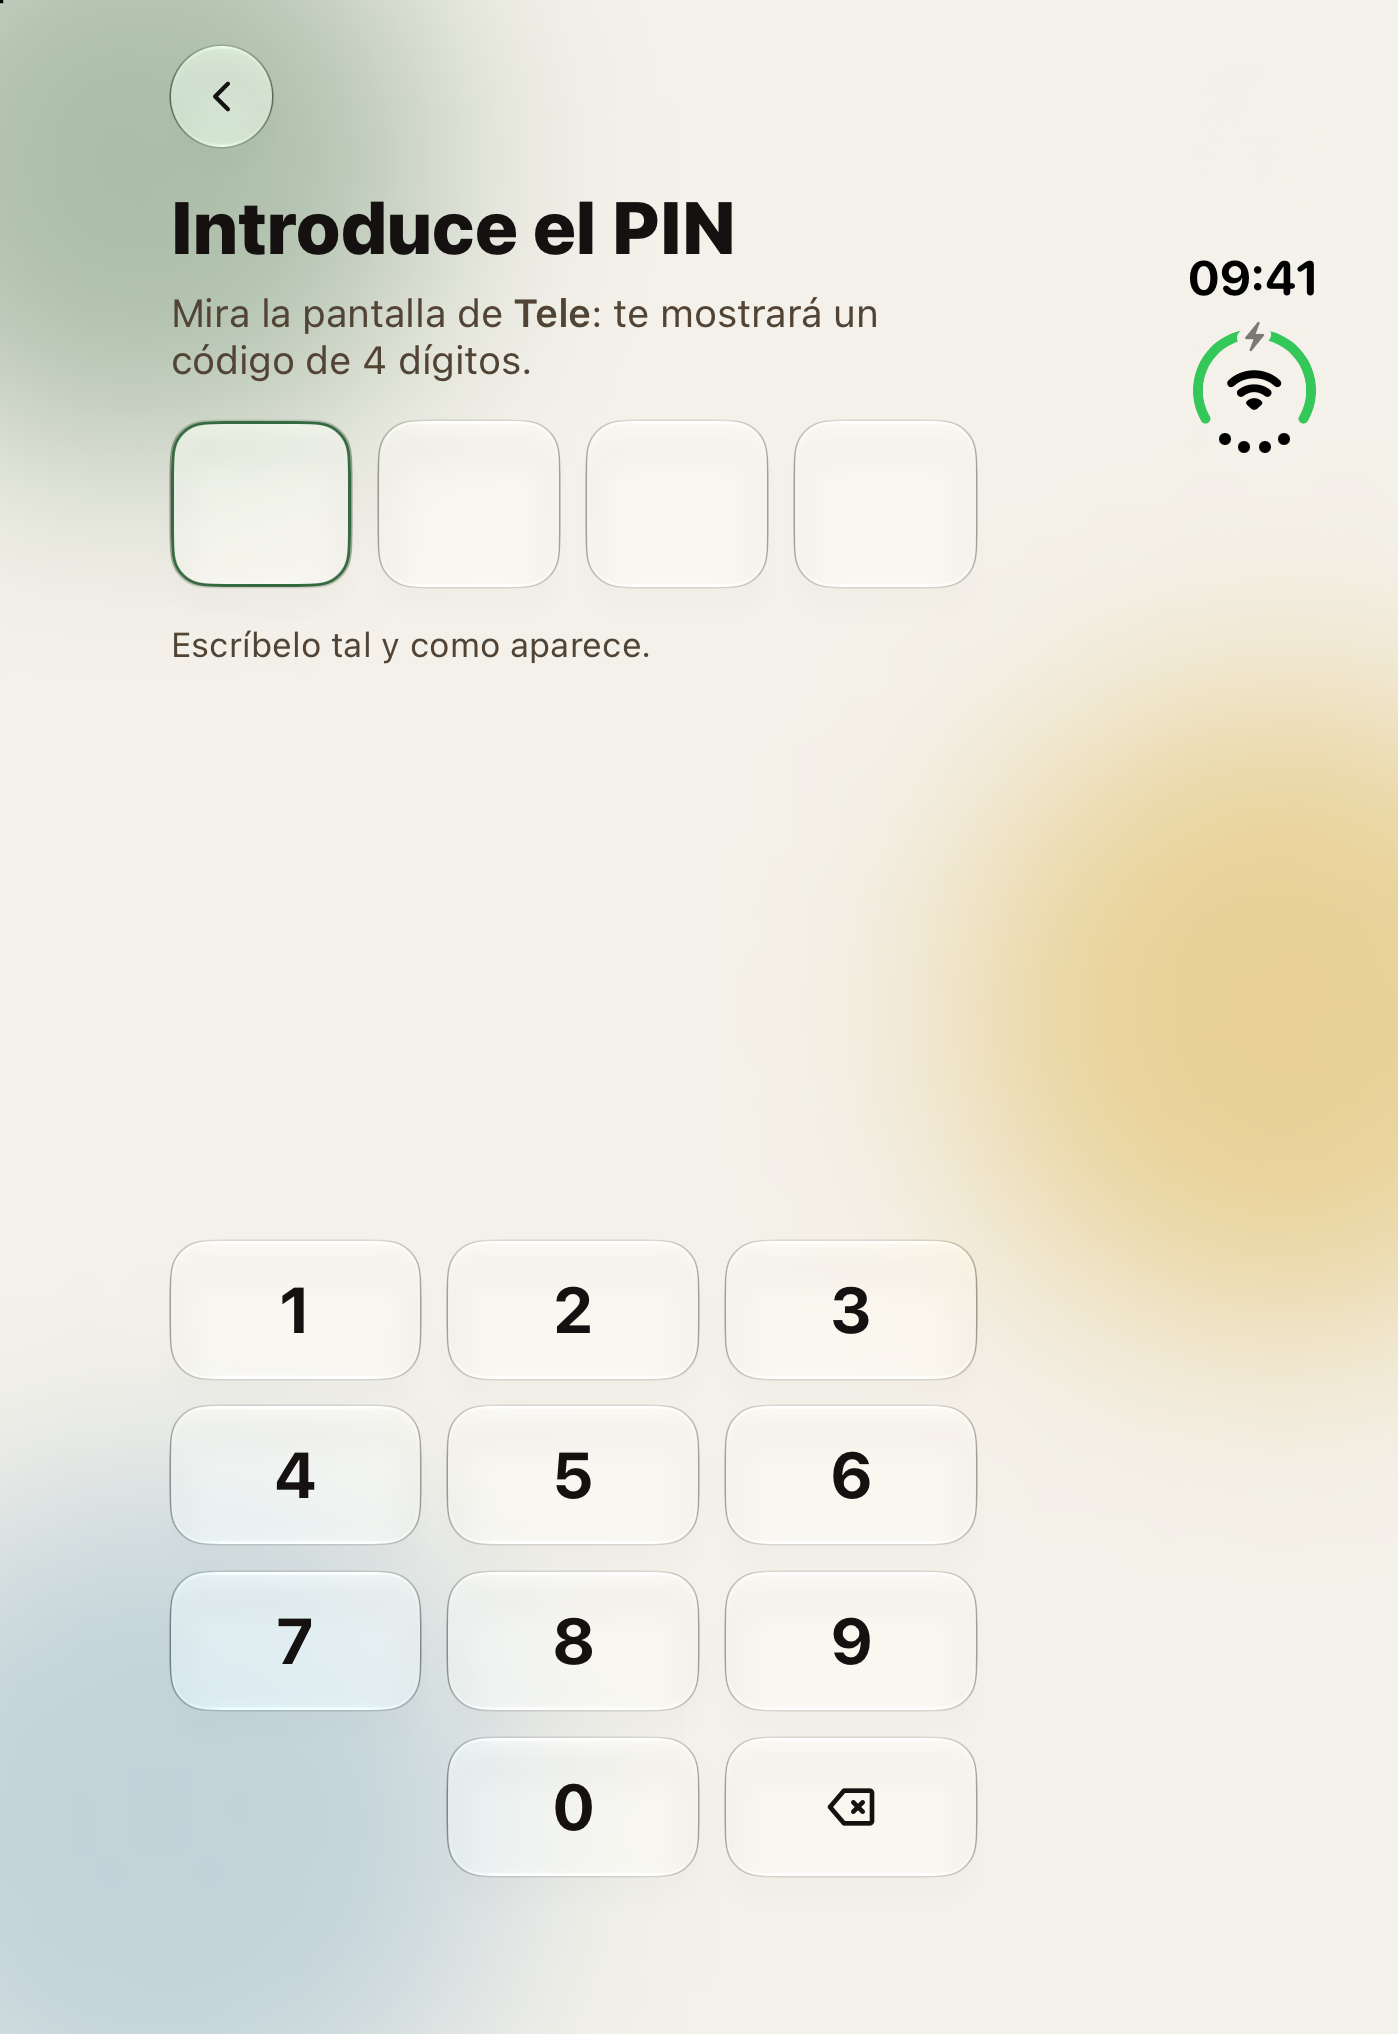 Introduce el PIN
Mira la pantalla de Tele: te mostrará un
código de 4 dígitos.
09:41
Escríbelo tal y como aparece.
1 2 3
4 5 6
7 8 9
0